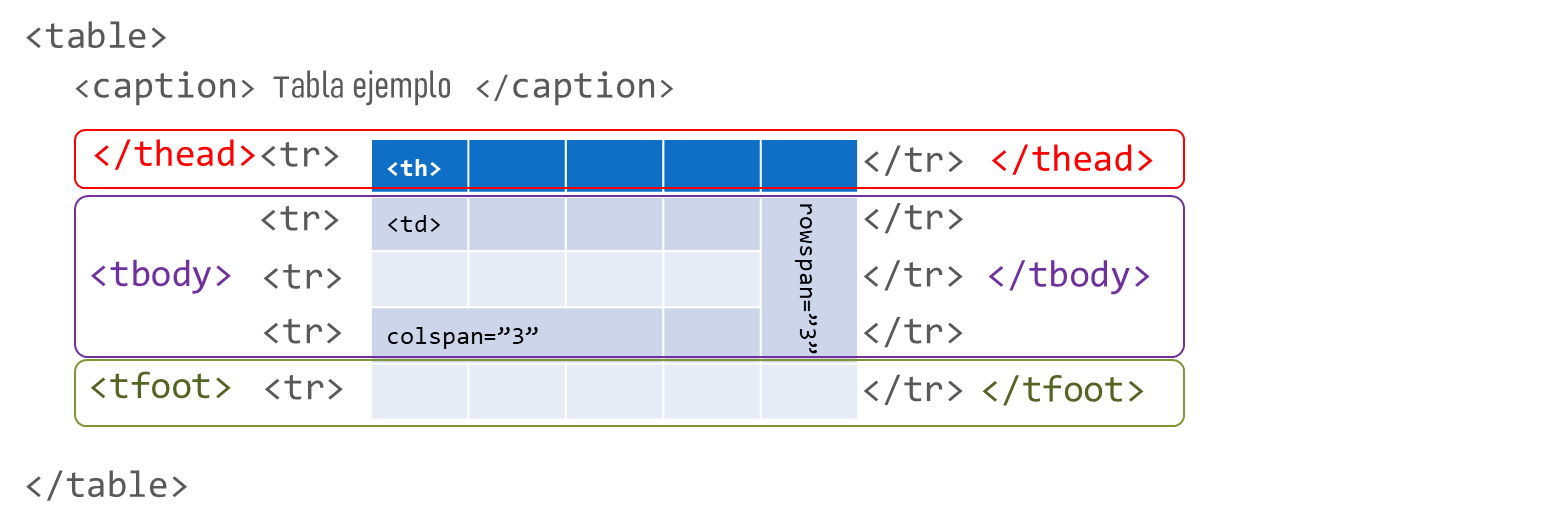 <table>
<caption> Tabla ejemplo </caption>
</thead> <tr> <th> </tr> </thead>
<tr> <td> rowspan=”3” </tr>
<tbody> <tr> </tr> </tbody>
<tr> colspan=”3” </tr>
<tfoot> <tr> </tr> </tfoot>
</table>